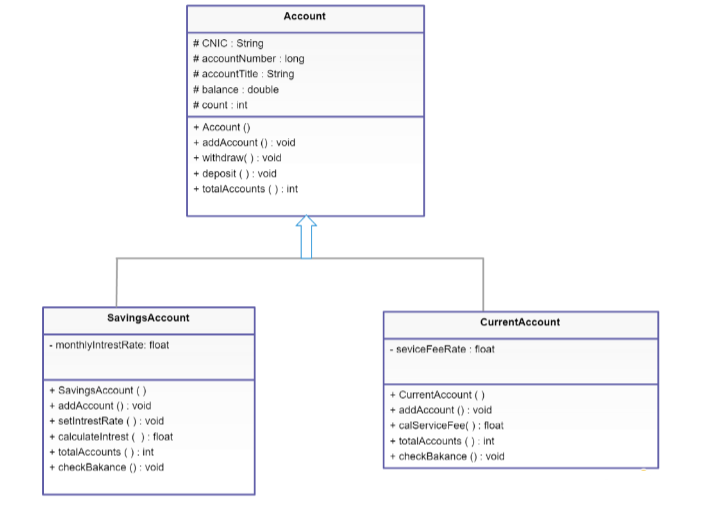 Account
# CNIC : String
# accountNumber : long
# accountTitle : String
# balance : double
# count : int
+ Account ()
+ addAccount () : void
+ withdraw( ) : void
+ deposit ( ) : void
+ totalAccounts ( ) : int
SavingsAccount
- monthlyIntrestRate: float
+ SavingsAccount ( )
+ addAccount () : void
+ setIntrestRate ( ) : void
+ calculateIntrest ( ) : float
+ totalAccounts ( ) : int
+ checkBakance () : void
CurrentAccount
- seviceFeeRate : float
+ CurrentAccount ( )
+ addAccount () : void
+ calServiceFee( ) : float
+ totalAccounts ( ) : int
+ checkBakance () : void